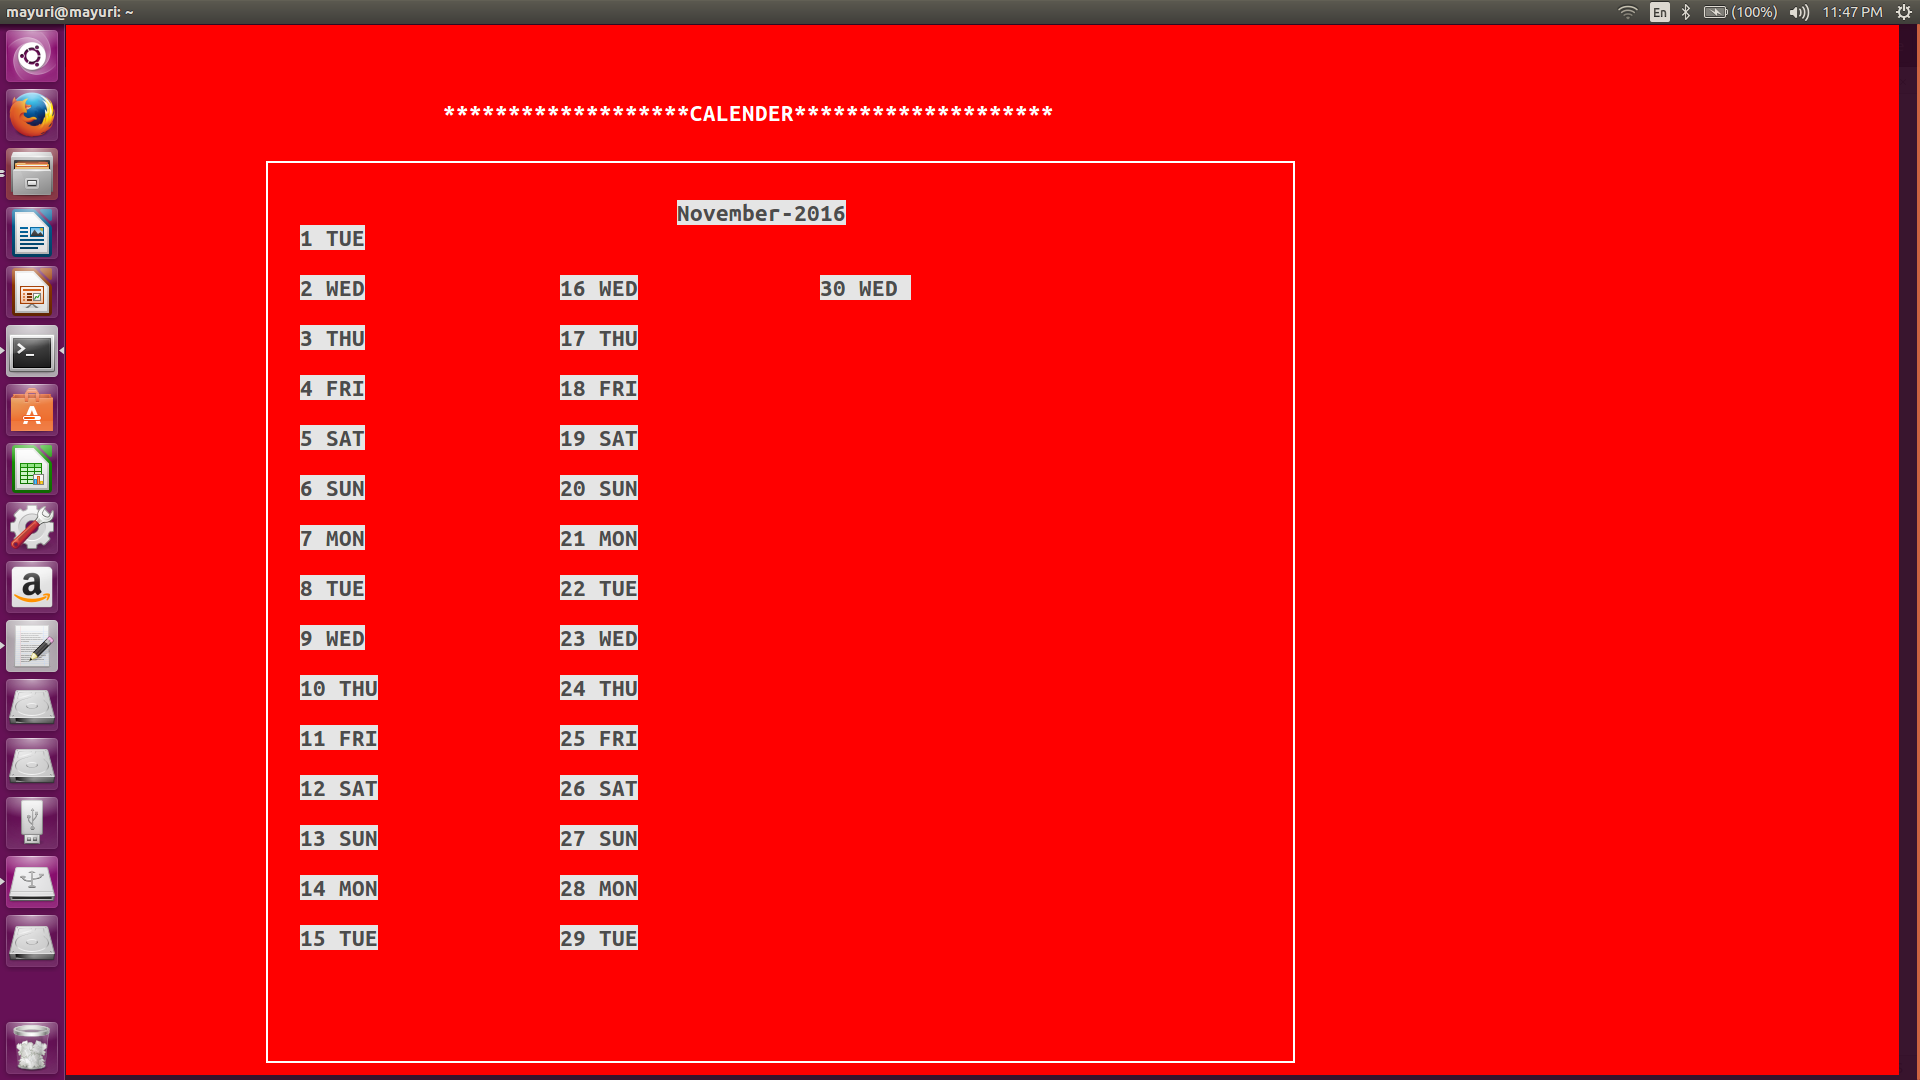 mayuri@mayuri: ~
En (100%) 11:47 PM
*******************CALENDER********************
November-2016
1 TUE
2 WED 16 WED 30 WED
3 THU 17 THU
4 FRI 18 FRI
5 SAT 19 SAT
6 SUN 20 SUN
7 MON 21 MON
8 TUE 22 TUE
9 WED 23 WED
10 THU 24 THU
11 FRI 25 FRI
12 SAT 26 SAT
13 SUN 27 SUN
14 MON 28 MON
15 TUE 29 TUE